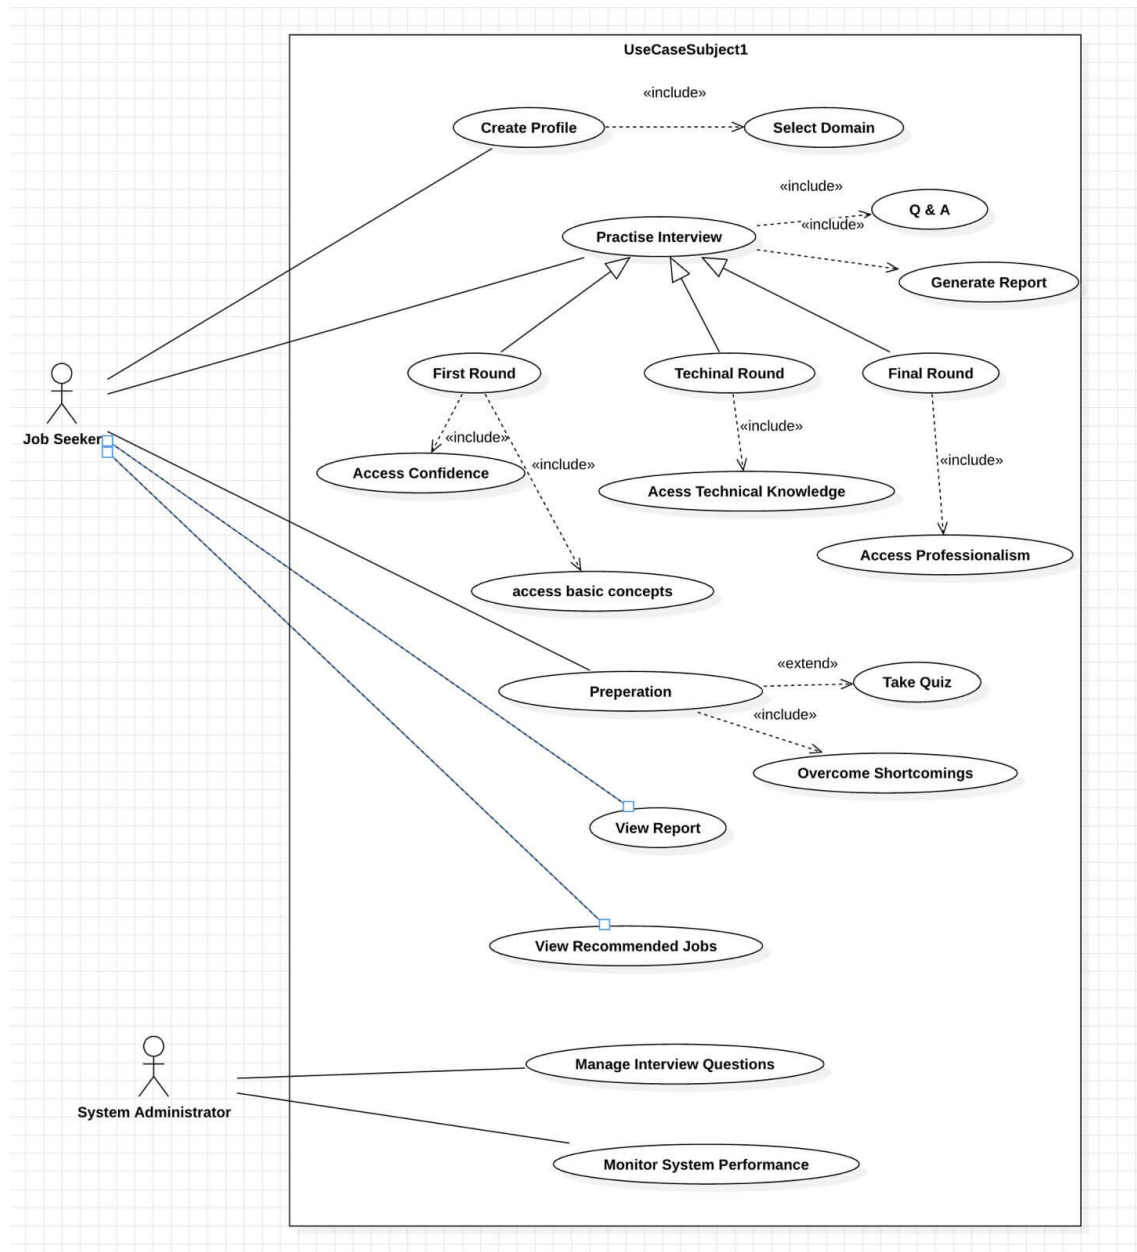 UseCaseSubject1
«include»
Create Profile
Select Domain
«include»
Q & A
«include»
Practise Interview
Generate Report
First Round
Techinal Round
Final Round
Job Seeker
«include»
«include»
«include»
«include»
Access Confidence
Acess Technical Knowledge
Access Professionalism
access basic concepts
«extend»
Take Quiz
Preperation
«include»
Overcome Shortcomings
View Report
View Recommended Jobs
Manage Interview Questions
System Administrator
Monitor System Performance